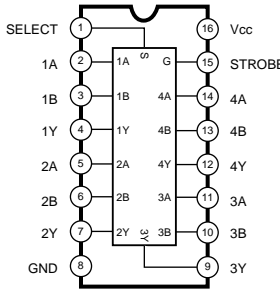 SELECT 1 16 Vcc
S
1A 2 1A G 15 STROBE
1B 3 1B 4A 14 4A
1Y 4 1Y 4B 13 4B
2A 5 2A 4Y 12 4Y
2B 6 2B 3A 11 3A
2Y 7 2Y 3Y 3B 10 3B
GND 8 9 3Y